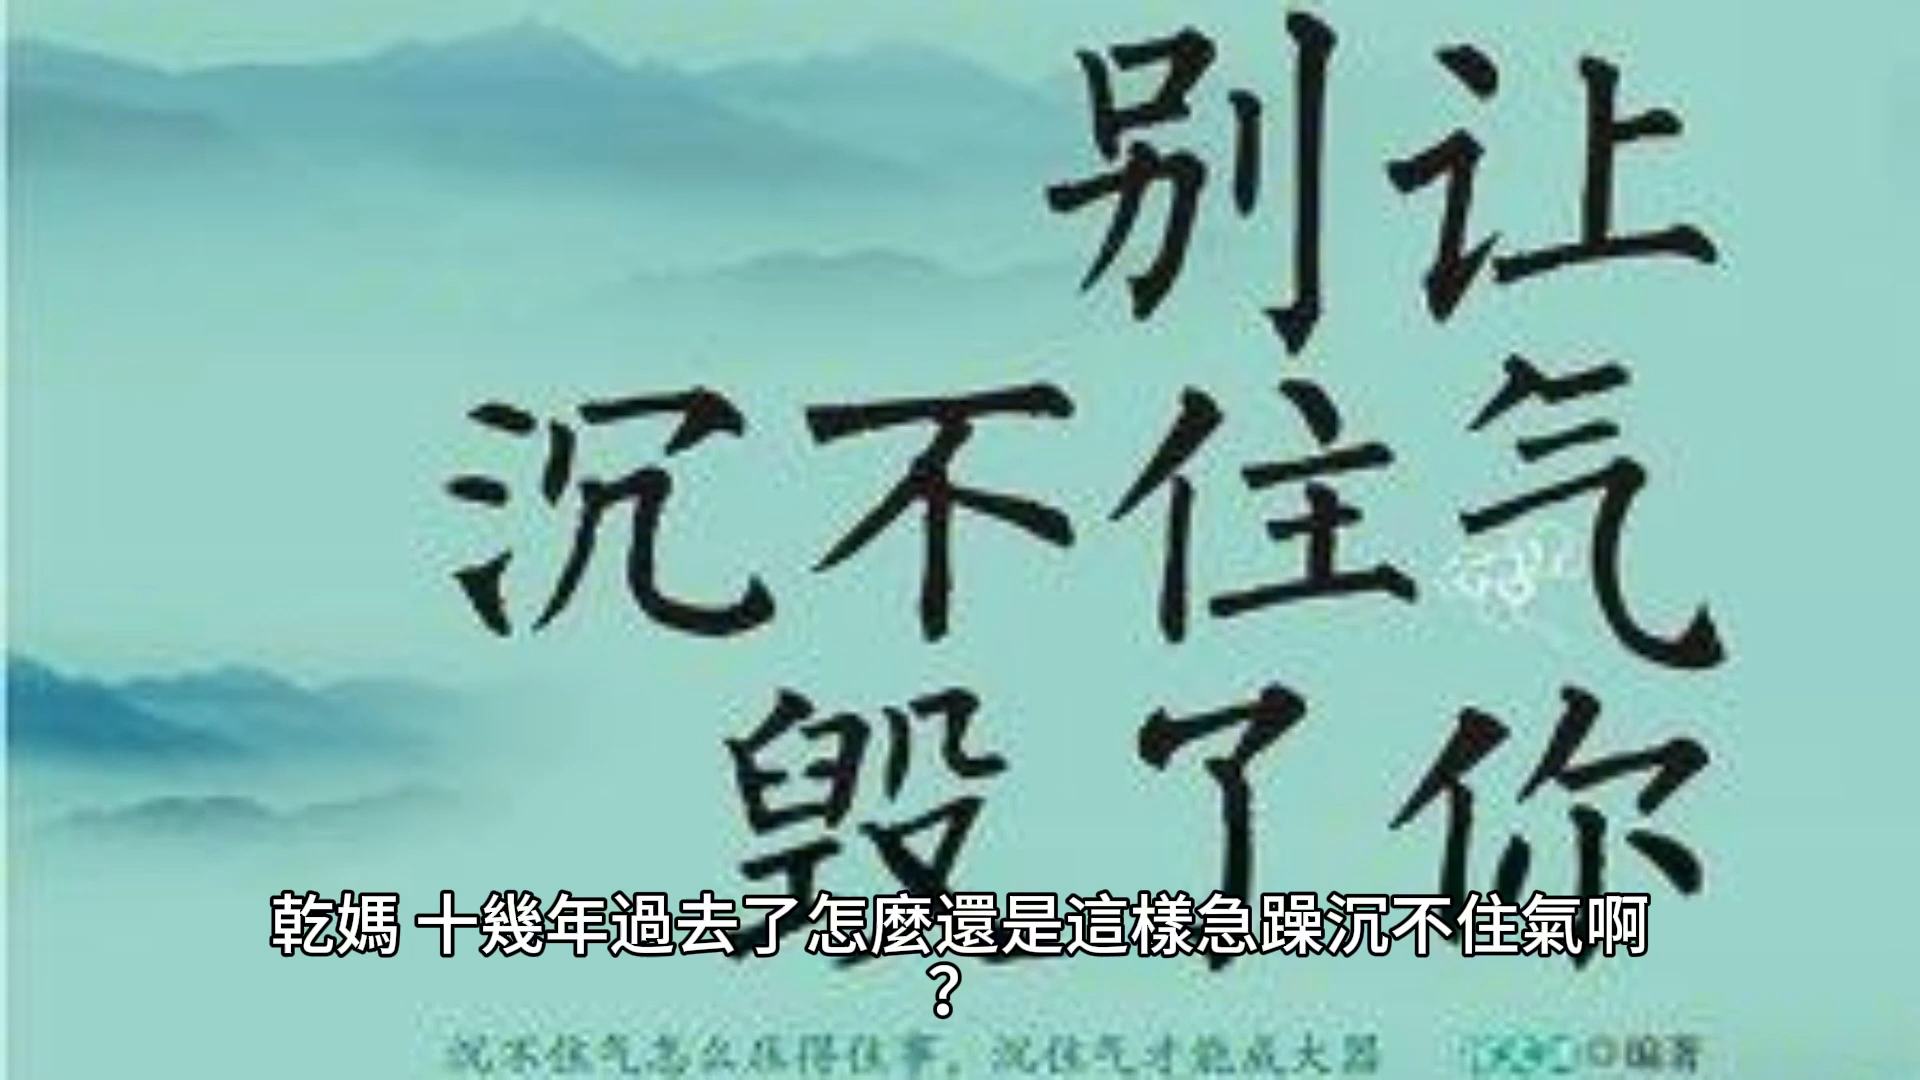 别让
沉不住气
毁了你
乾媽 十幾年過去了怎麼還是這樣急躁沉不住氣啊
？
沉不住气怎么压得住事，沉住气才能成大器
编著